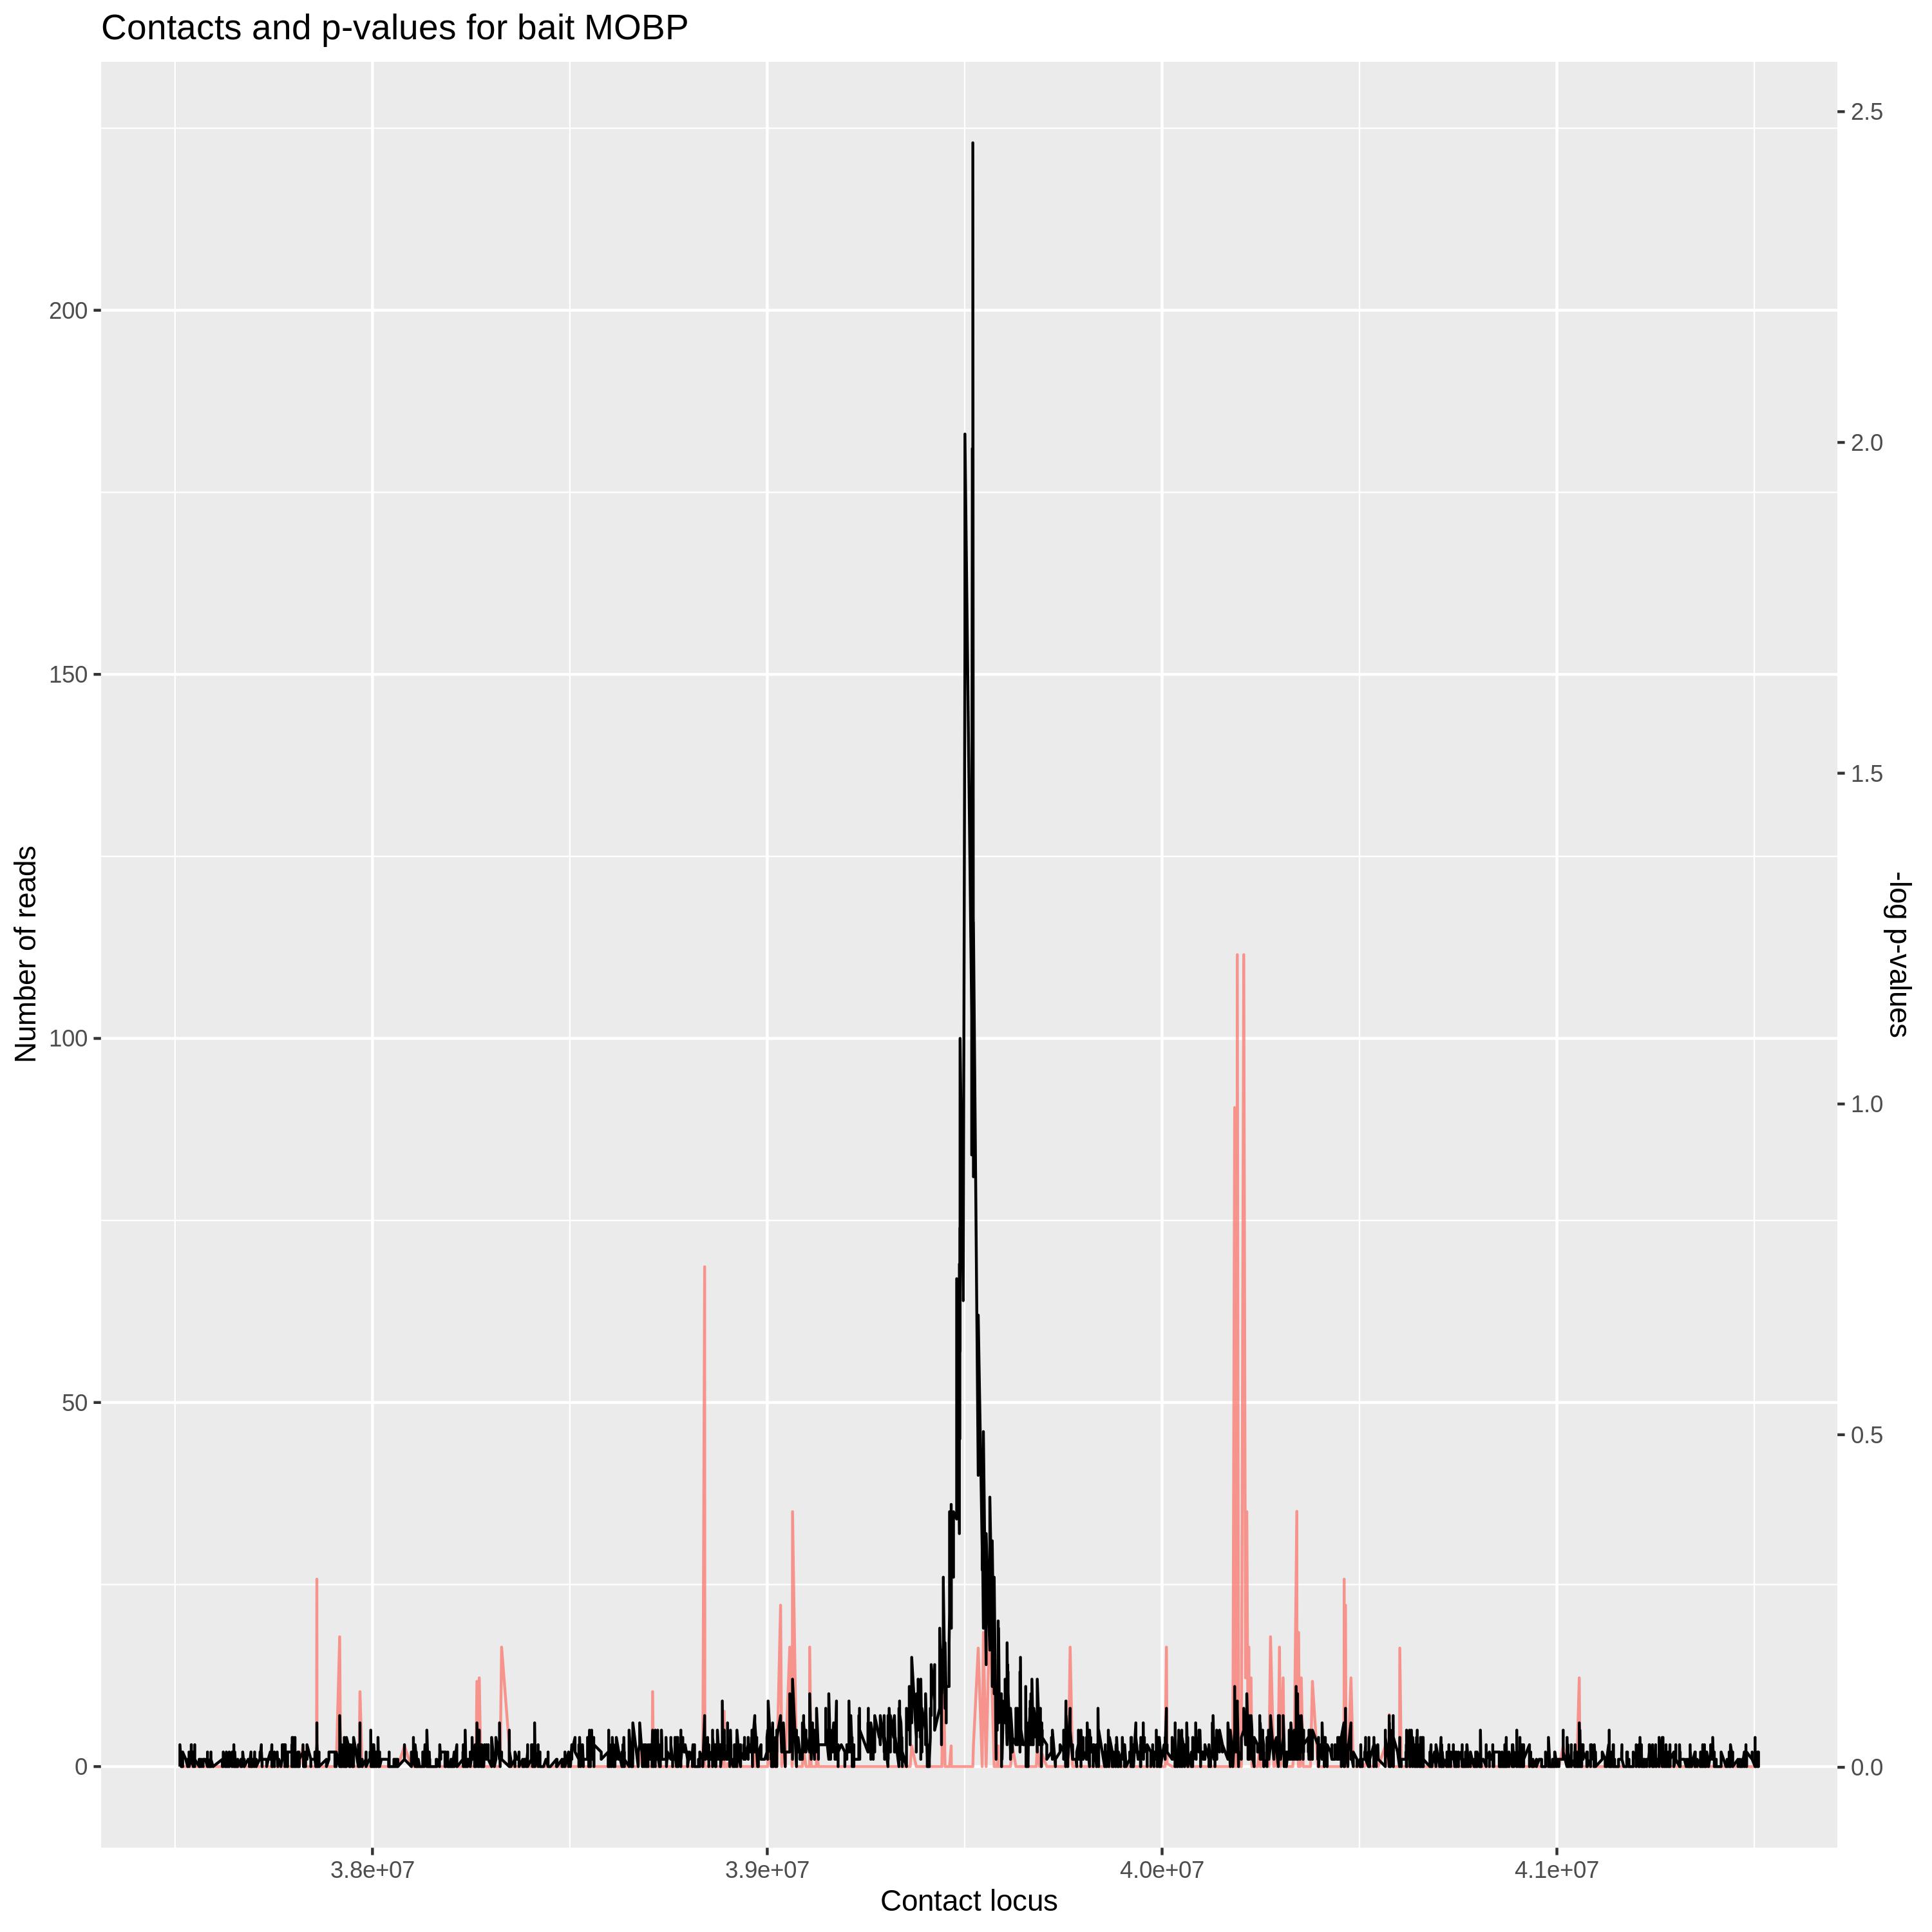 Contacts and p-values for bait MOBP
Number of reads
200
150
100
50
0
2.5
2.0
1.5
1.0
0.5
0.0
-log p-values
3.8e+07
3.9e+07
4.0e+07
4.1e+07
Contact locus